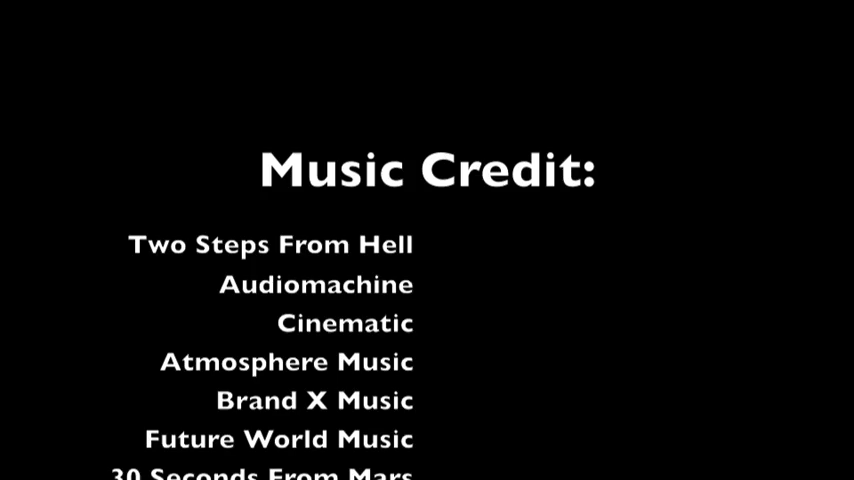 Music Credit:
Two Steps From Hell
Audiomachine
Cinematic
Atmosphere Music
Brand X Music
Future World Music
30 Seconds From Mars